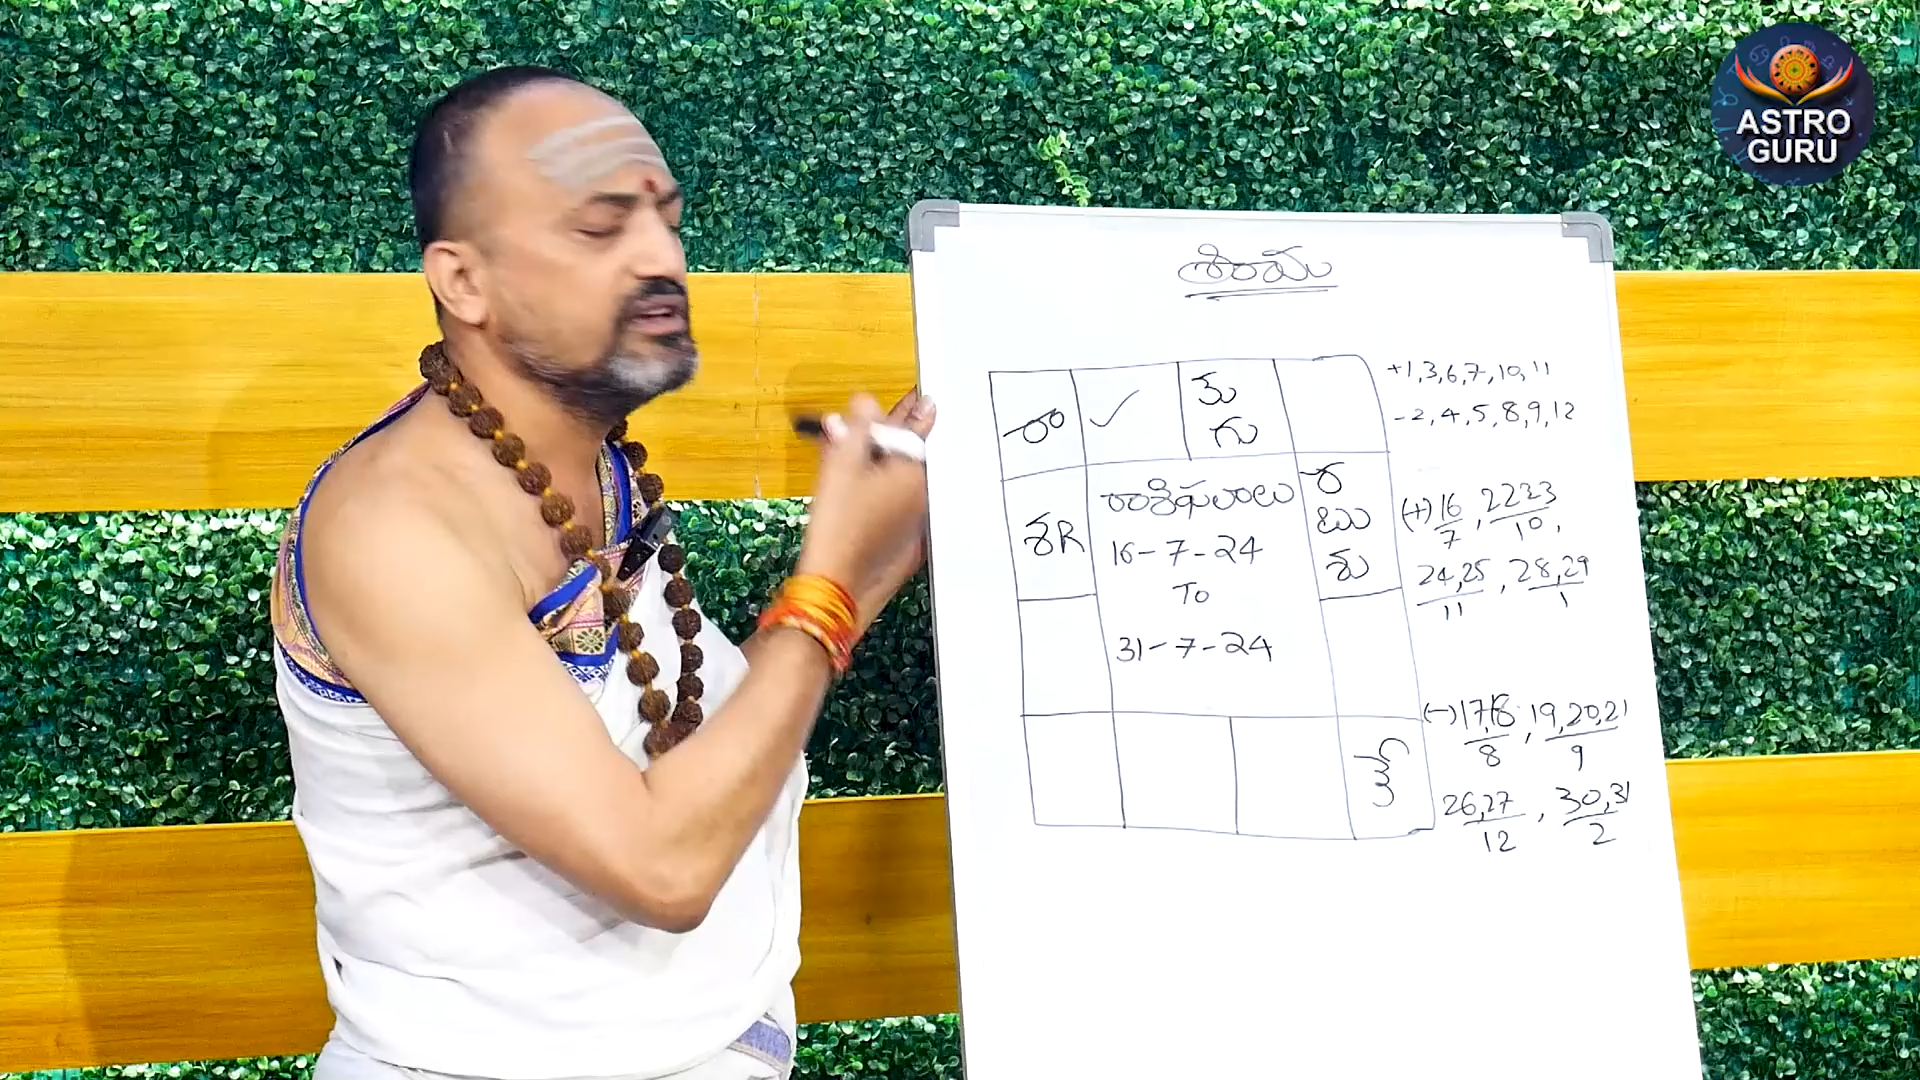 ASTRO
GURU
శ్రీరామ
+1,3,6,7,10,11
-2,4,5,8,9,12
రా
✓
కు
గు
ర
బు
శు
శR
రాశిఫలాలు
16-7-24
To
31-7-24
కే
(+) 16/7, 22 23/10,
24,25/11, 28,29/1
(-) 17,18/8, 19,20,21/9
26,27/12, 30,31/2